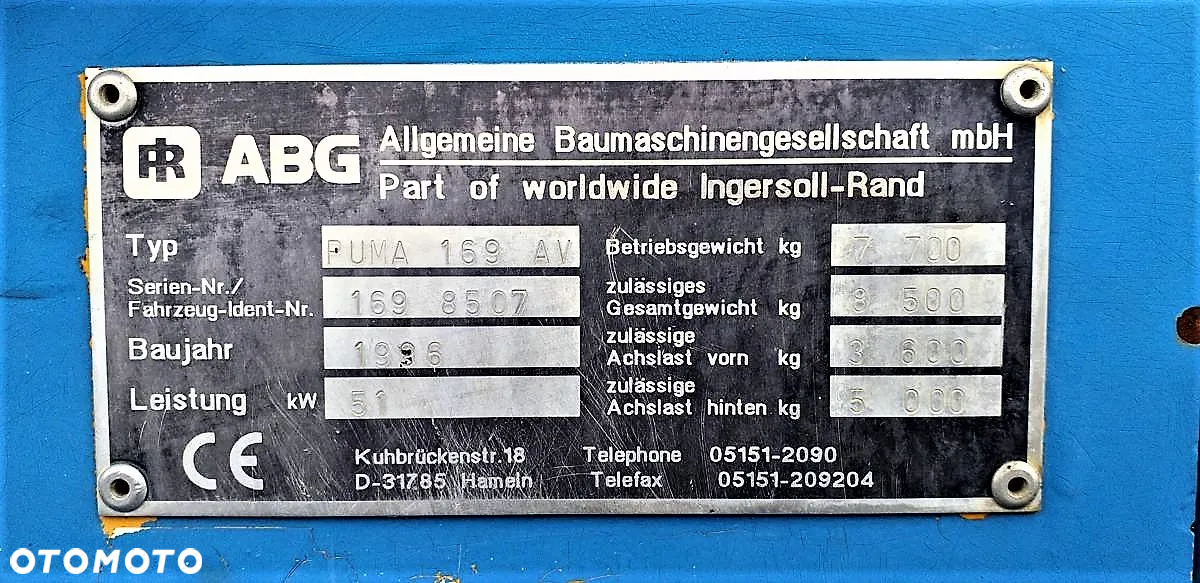 IR ABG Allgemeine Baumaschinengesellschaft mbH
Part of worldwide Ingersoll-Rand
Typ PUMA 169 AV
Betriebsgewicht kg 7 700
Serien-Nr./
Fahrzeug-Ident-Nr. 169 8507
zulässiges
Gesamtgewicht kg 8 500
Baujahr 1996
zulässige
Achslast vorn kg 3 600
Leistung kW 51
zulässige
Achslast hinten kg 5 000
CE
Kuhbrückenstr.18 Telephone 05151-2090
D-31785 Hameln Telefax 05151-209204
OTOMOTO